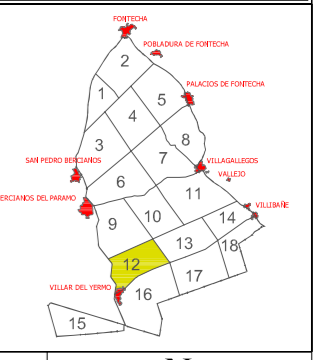 FONTECHA
POBLADURA DE FONTECHA
2
PALACIOS DE FONTECHA
1
5
4
3
8
SAN PEDRO BERCIANOS
7
VILLAGALLEGOS
VALLEJO
6
11
ERCIANOS DEL PARAMO
VILLIBAÑE
9
10
14
13
18
12
17
VILLAR DEL YERMO
16
15